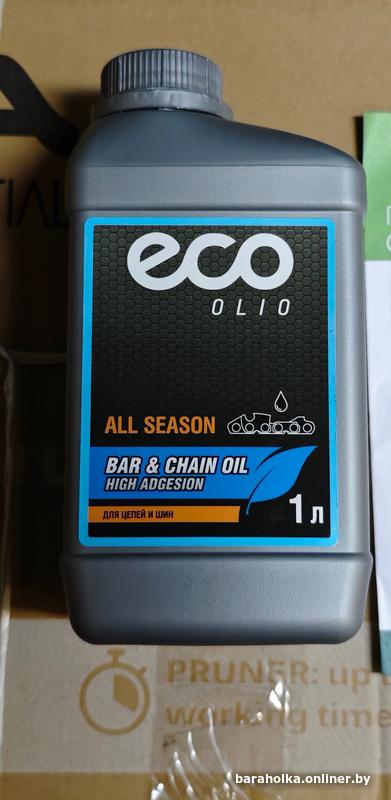 eco
OLIO
ALL SEASON
BAR & CHAIN OIL
HIGH ADGESION
ДЛЯ ЦЕПЕЙ И ШИН
1 л
PRUNER: up
working time
baraholka.onliner.by